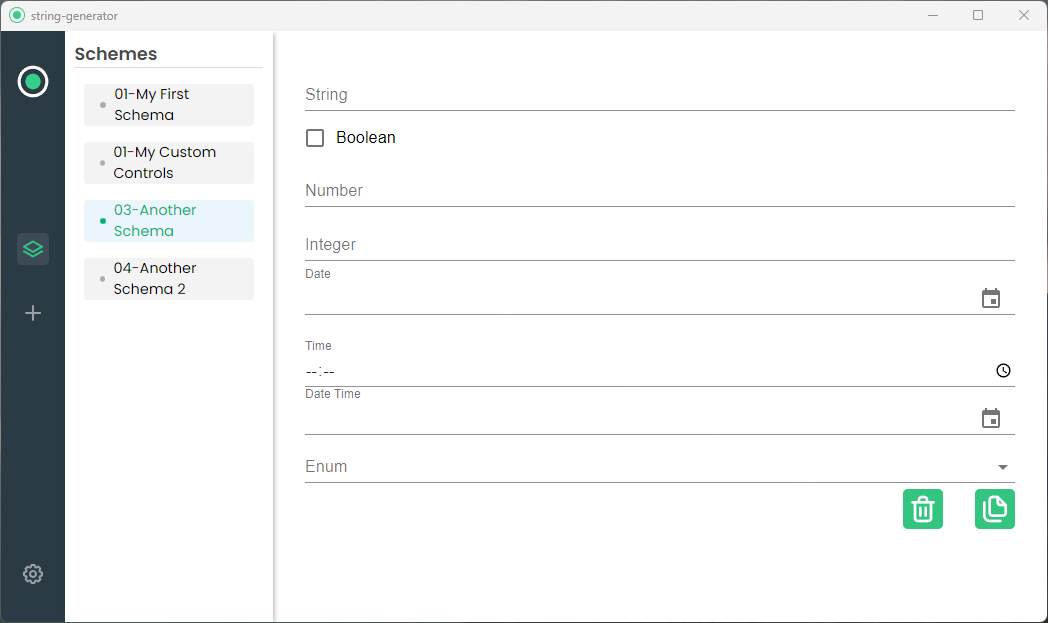 string-generator
Schemes
01-My First
Schema
01-My Custom
Controls
03-Another
Schema
04-Another
Schema 2
String
Boolean
Number
Integer
Date
Time
--:--
Date Time
Enum